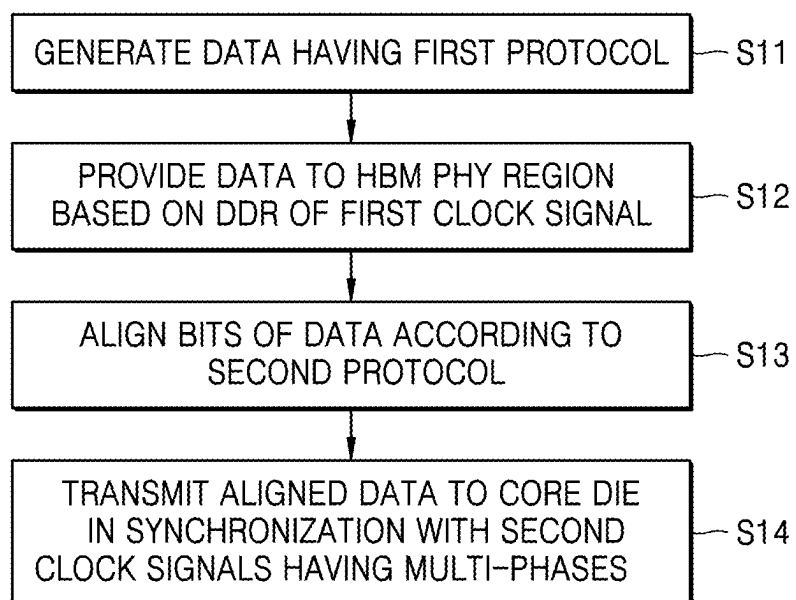 GENERATE DATA HAVING FIRST PROTOCOL
S11
PROVIDE DATA TO HBM PHY REGION
BASED ON DDR OF FIRST CLOCK SIGNAL
S12
ALIGN BITS OF DATA ACCORDING TO
SECOND PROTOCOL
S13
TRANSMIT ALIGNED DATA TO CORE DIE
IN SYNCHRONIZATION WITH SECOND
CLOCK SIGNALS HAVING MULTI-PHASES
S14